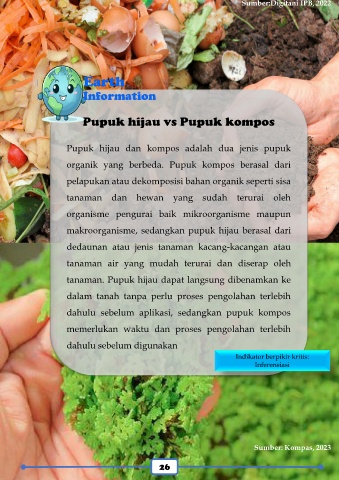 Sumber:Digitani IPB, 2022
Earth
Information
Pupuk hijau vs Pupuk kompos
Pupuk hijau dan kompos adalah dua jenis pupuk
organik yang berbeda. Pupuk kompos berasal dari
pelapukan atau dekomposisi bahan organik seperti sisa
tanaman dan hewan yang sudah terurai oleh
organisme pengurai baik mikroorganisme maupun
makroorganisme, sedangkan pupuk hijau berasal dari
dedaunan atau jenis tanaman kacang-kacangan atau
tanaman air yang mudah terurai dan diserap oleh
tanaman. Pupuk hijau dapat langsung dibenamkan ke
dalam tanah tanpa perlu proses pengolahan terlebih
dahulu sebelum aplikasi, sedangkan pupuk kompos
memerlukan waktu dan proses pengolahan terlebih
dahulu sebelum digunakan
Indikator berpikir kritis:
Inferensiasi
Sumber: Kompas, 2023
26